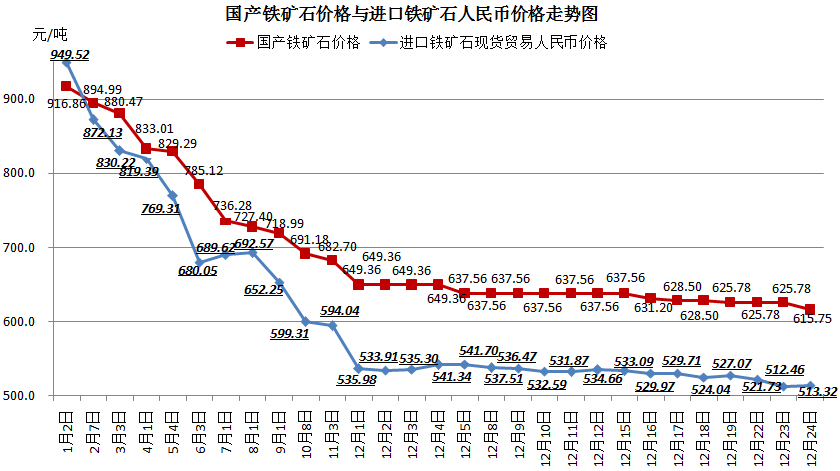 国产铁矿石价格与进口铁矿石人民币价格走势图
元/吨
国产铁矿石价格 进口铁矿石现货贸易人民币价格
949.52
916.86 894.99 880.47 833.01 829.29 785.12 736.28 727.40 718.99 691.18 682.70 649.36 649.36 649.36 649.36 637.56 637.56 637.56 637.56 637.56 637.56 637.56 631.20 628.50 628.50 625.78 625.78 625.78 615.75
872.13 830.22 819.39 769.31 680.05 689.62 692.57 652.25 599.31 594.04 535.98 533.91 535.30 541.34 541.70 537.51 536.47 532.59 531.87 534.66 533.09 529.97 529.71 524.04 527.07 521.73 512.46 513.32
900.0
800.0
700.0
600.0
500.0
1月2日 2月7日 3月3日 4月1日 5月4日 6月3日 7月1日 8月1日 9月1日 10月8日 11月3日 12月1日 12月2日 12月3日 12月4日 12月5日 12月8日 12月9日 12月10日 12月11日 12月12日 12月15日 12月16日 12月17日 12月18日 12月19日 12月22日 12月23日 12月24日